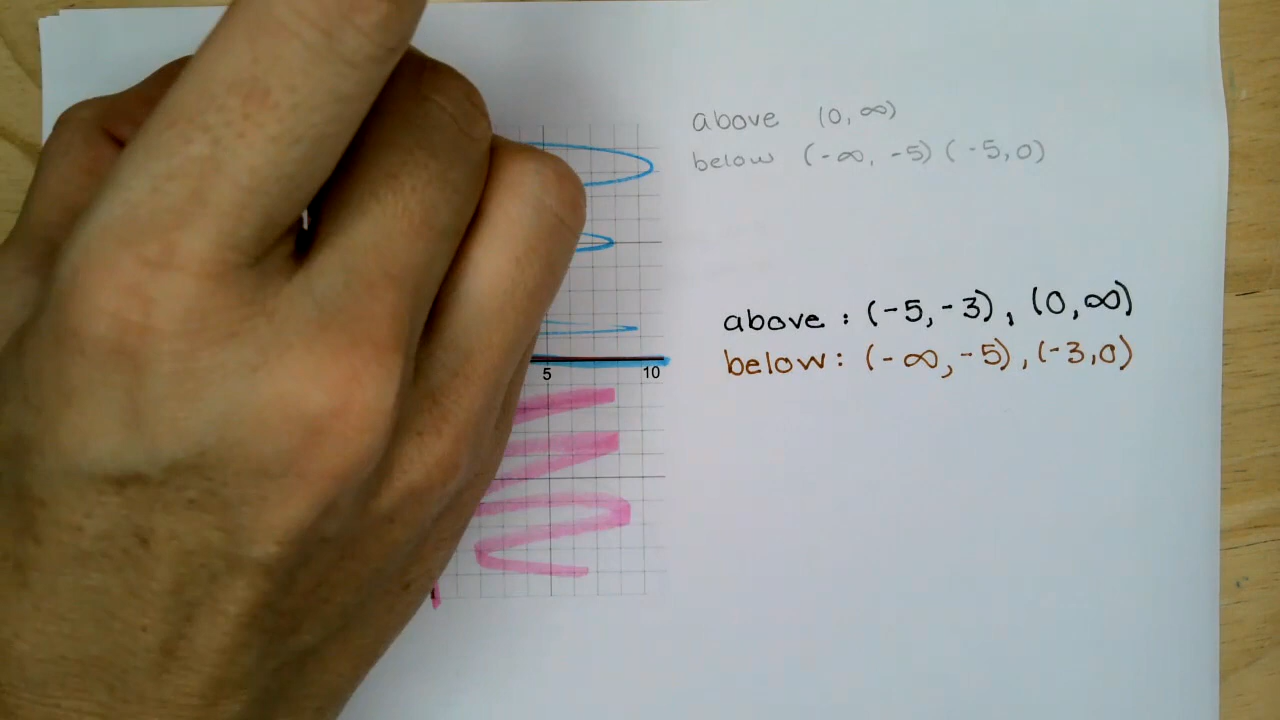 above (0, ∞)
below (-∞, -5) (-5, 0)
above : (-5, -3), (0, ∞)
below : (-∞, -5), (-3, 0)
5 10